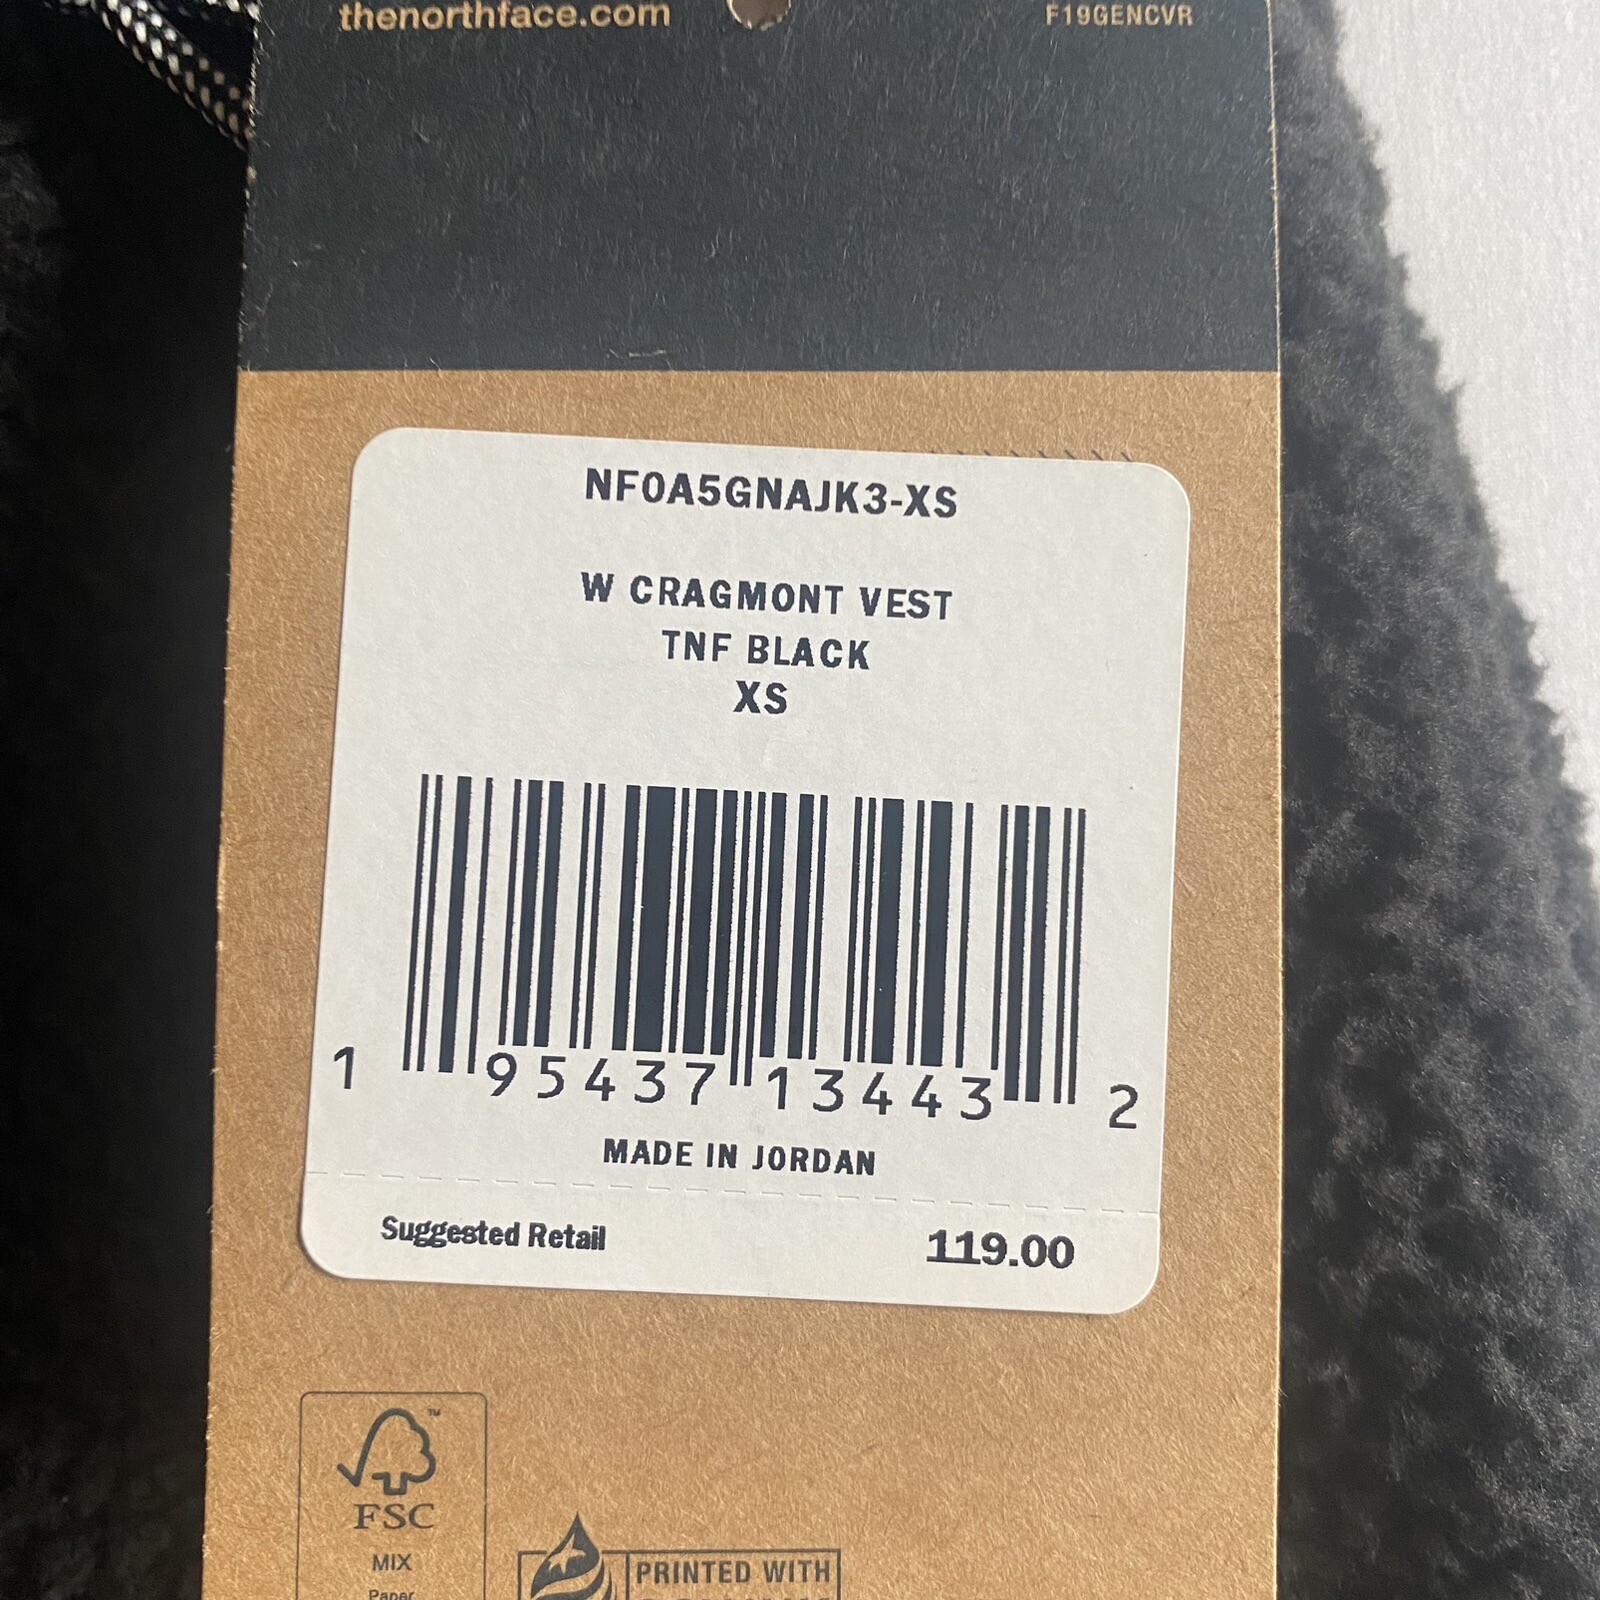 thenorthface.com
F19GENCVR
NF0A5GNAJK3-XS
W CRAGMONT VEST
TNF BLACK
XS
1 95437 13443 2
MADE IN JORDAN
Suggested Retail 119.00
FSC
MIX
Paper
PRINTED WITH